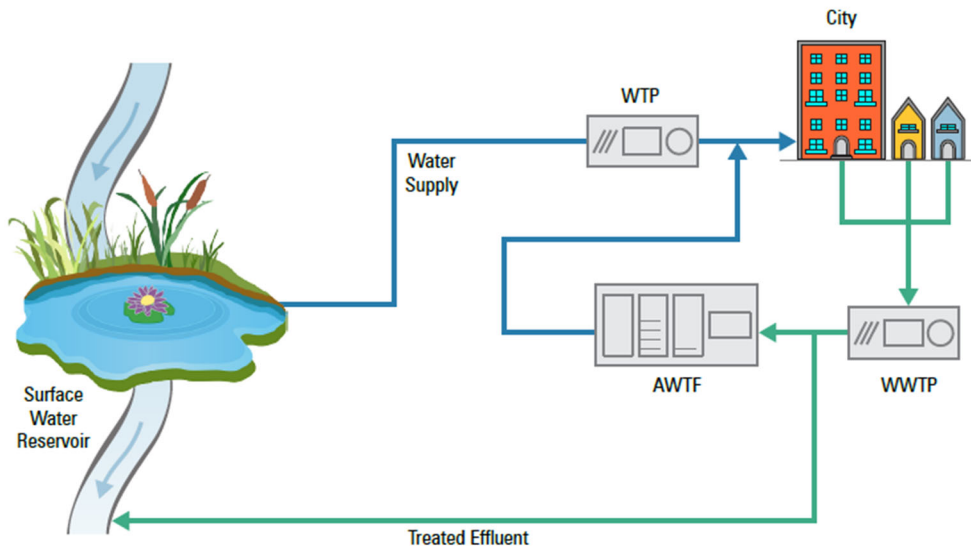 City
WTP
Water
Supply
AWTF
WWTP
Surface
Water
Reservoir
Treated Effluent